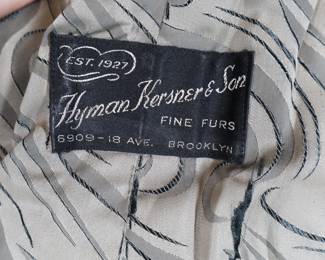 EST. 1927
Hyman Kersner & Son
FINE FURS
6909-18 AVE. BROOKLYN